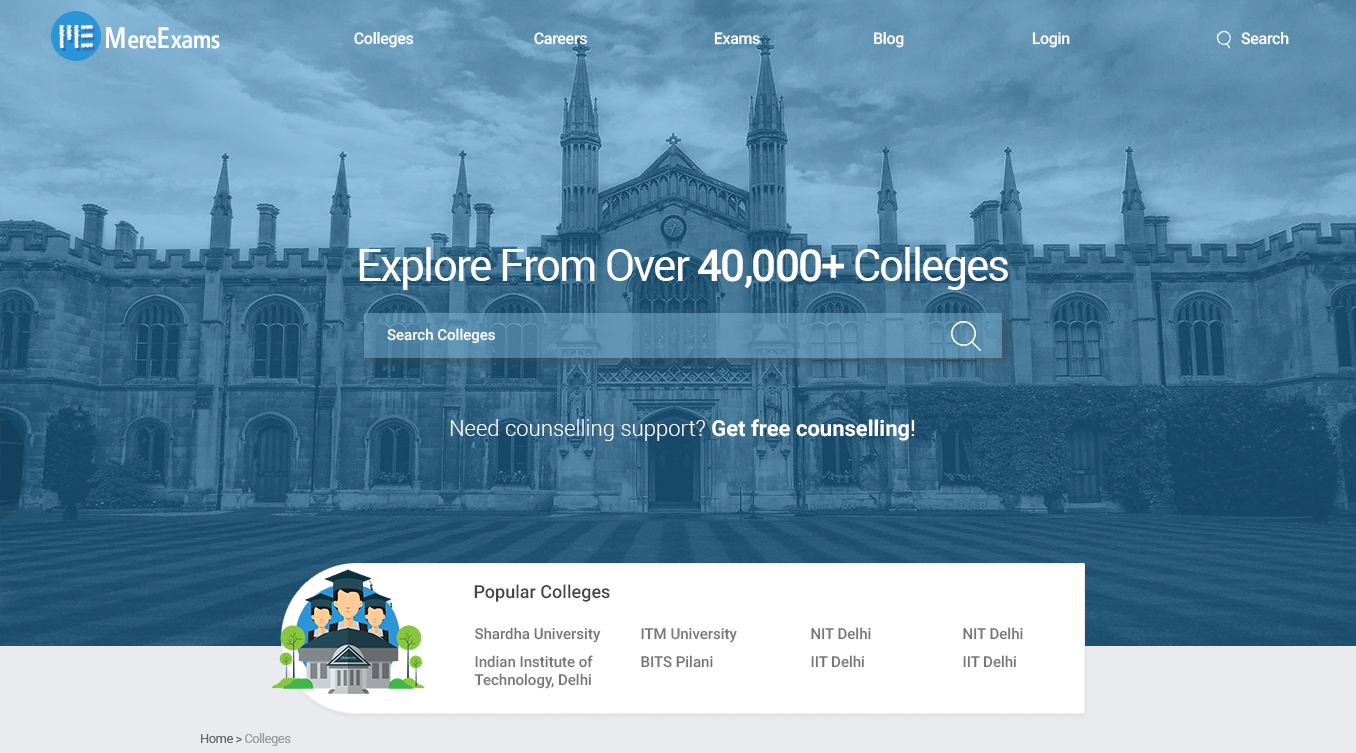 ME MereExams
Colleges
Careers
Exams
Blog
Login
Search
Explore From Over 40,000+ Colleges
Search Colleges
Need counselling support? Get free counselling!
Popular Colleges
Shardha University
ITM University
NIT Delhi
NIT Delhi
Indian Institute of
Technology, Delhi
BITS Pilani
IIT Delhi
IIT Delhi
Home > Colleges